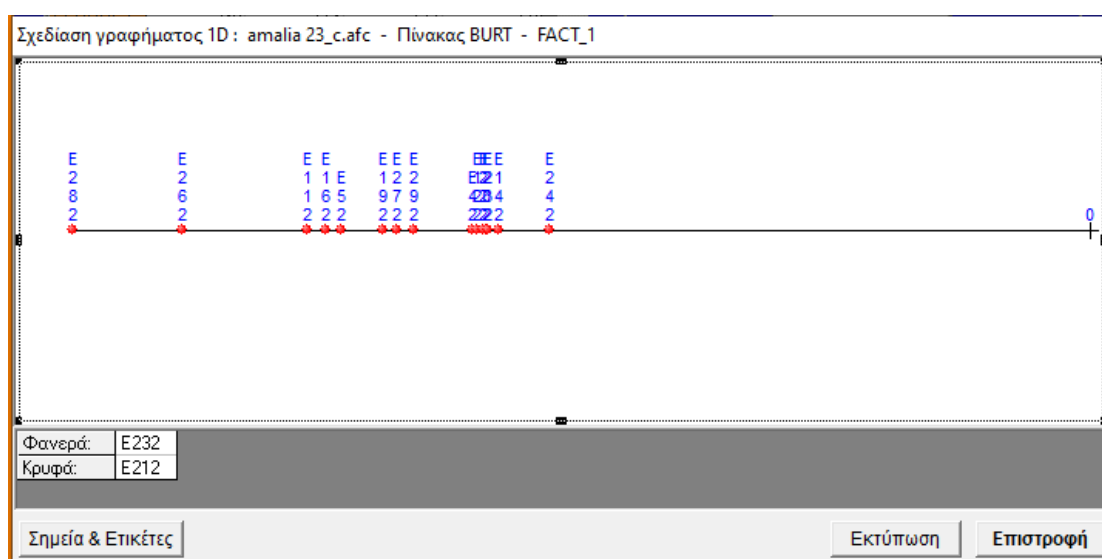 Σχεδίαση γραφήματος 1D : amalia 23_c.afc - Πίνακας BURT - FACT_1
E282
E262
E112
E162
E52
E192
E272
E292
E142
E242
0
Φανερά: E232
Κρυφά: E212
Σημεία & Ετικέτες
Εκτύπωση
Επιστροφή